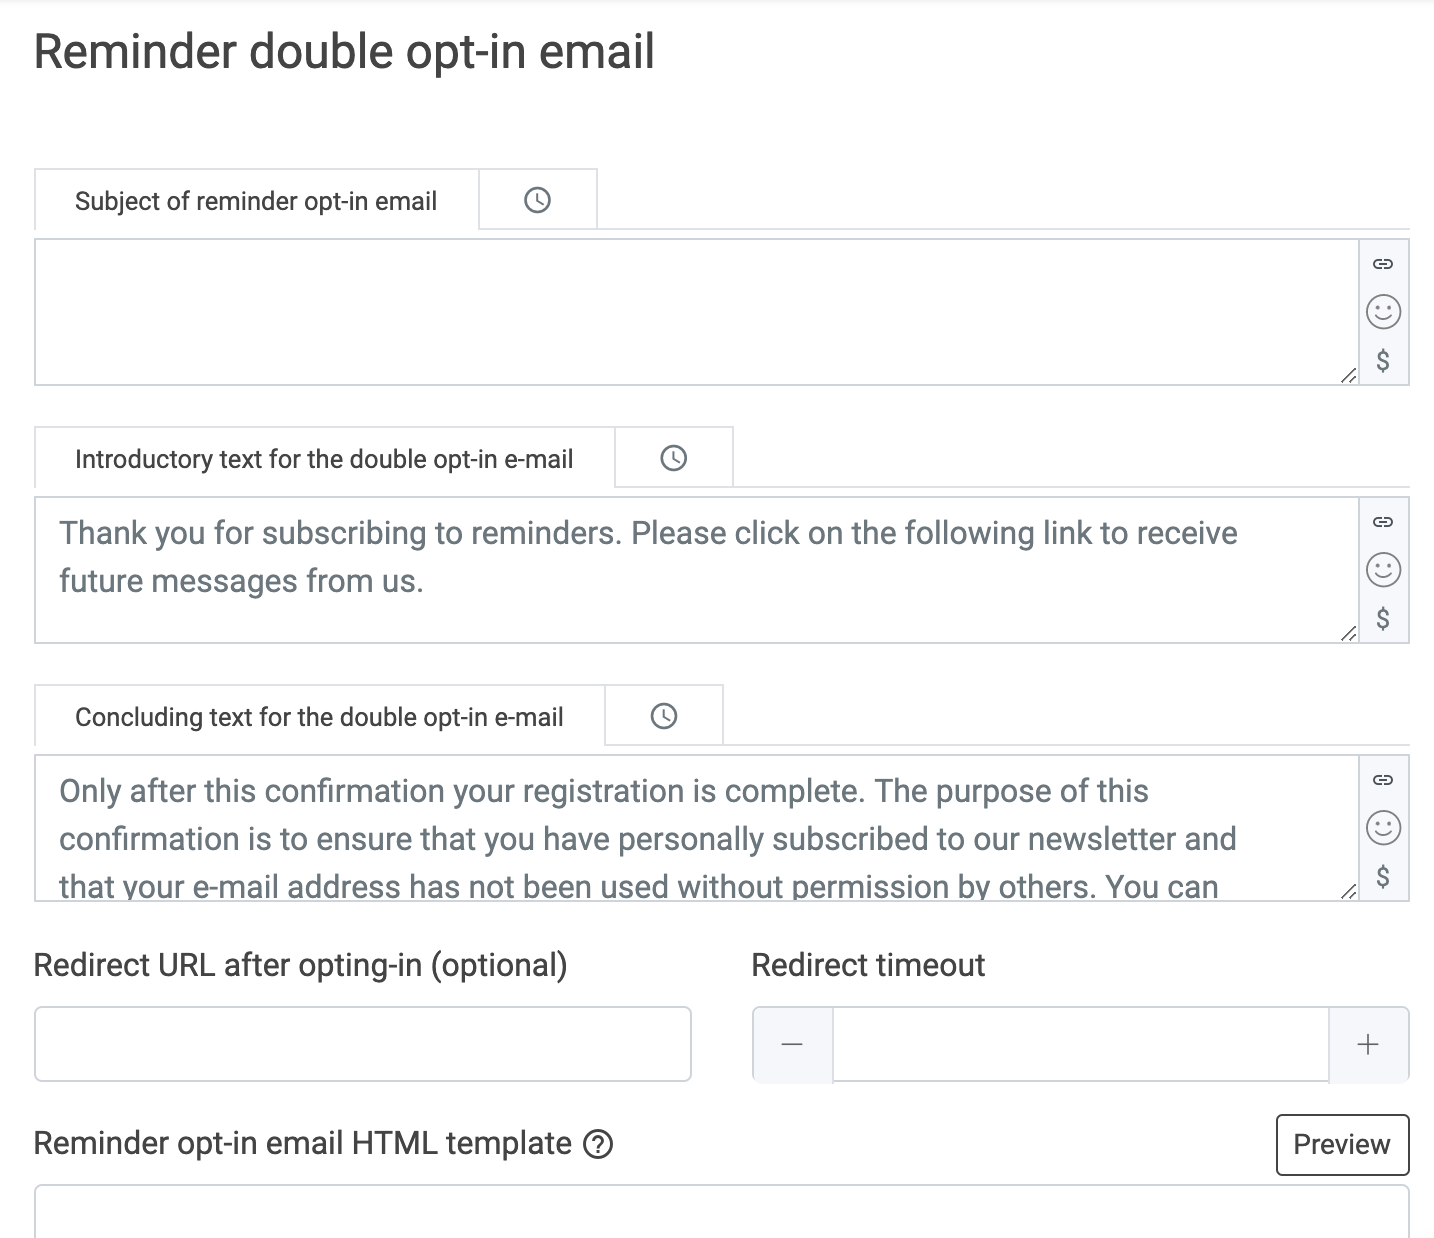 Reminder double opt-in email
Subject of reminder opt-in email
$
Introductory text for the double opt-in e-mail
Thank you for subscribing to reminders. Please click on the following link to receive
future messages from us.
$
Concluding text for the double opt-in e-mail
Only after this confirmation your registration is complete. The purpose of this
confirmation is to ensure that you have personally subscribed to our newsletter and
that your e-mail address has not been used without permission by others. You can
$
Redirect URL after opting-in (optional)
Redirect timeout
Reminder opt-in email HTML template
Preview